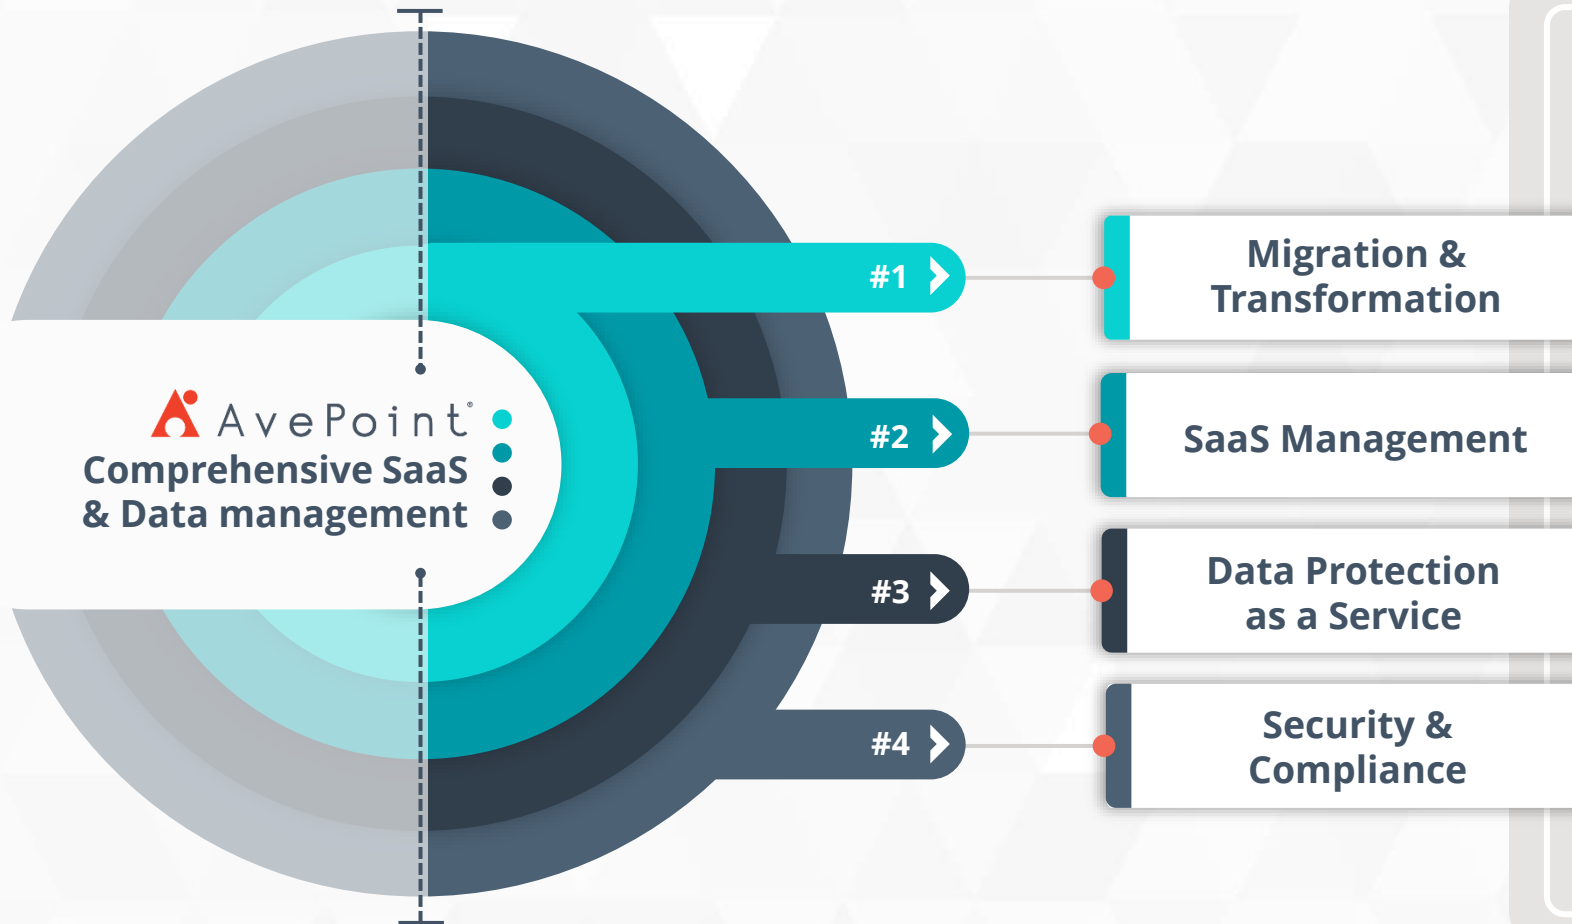 AvePoint®
Comprehensive SaaS
& Data management
#1
Migration &
Transformation
#2
SaaS Management
#3
Data Protection
as a Service
#4
Security &
Compliance